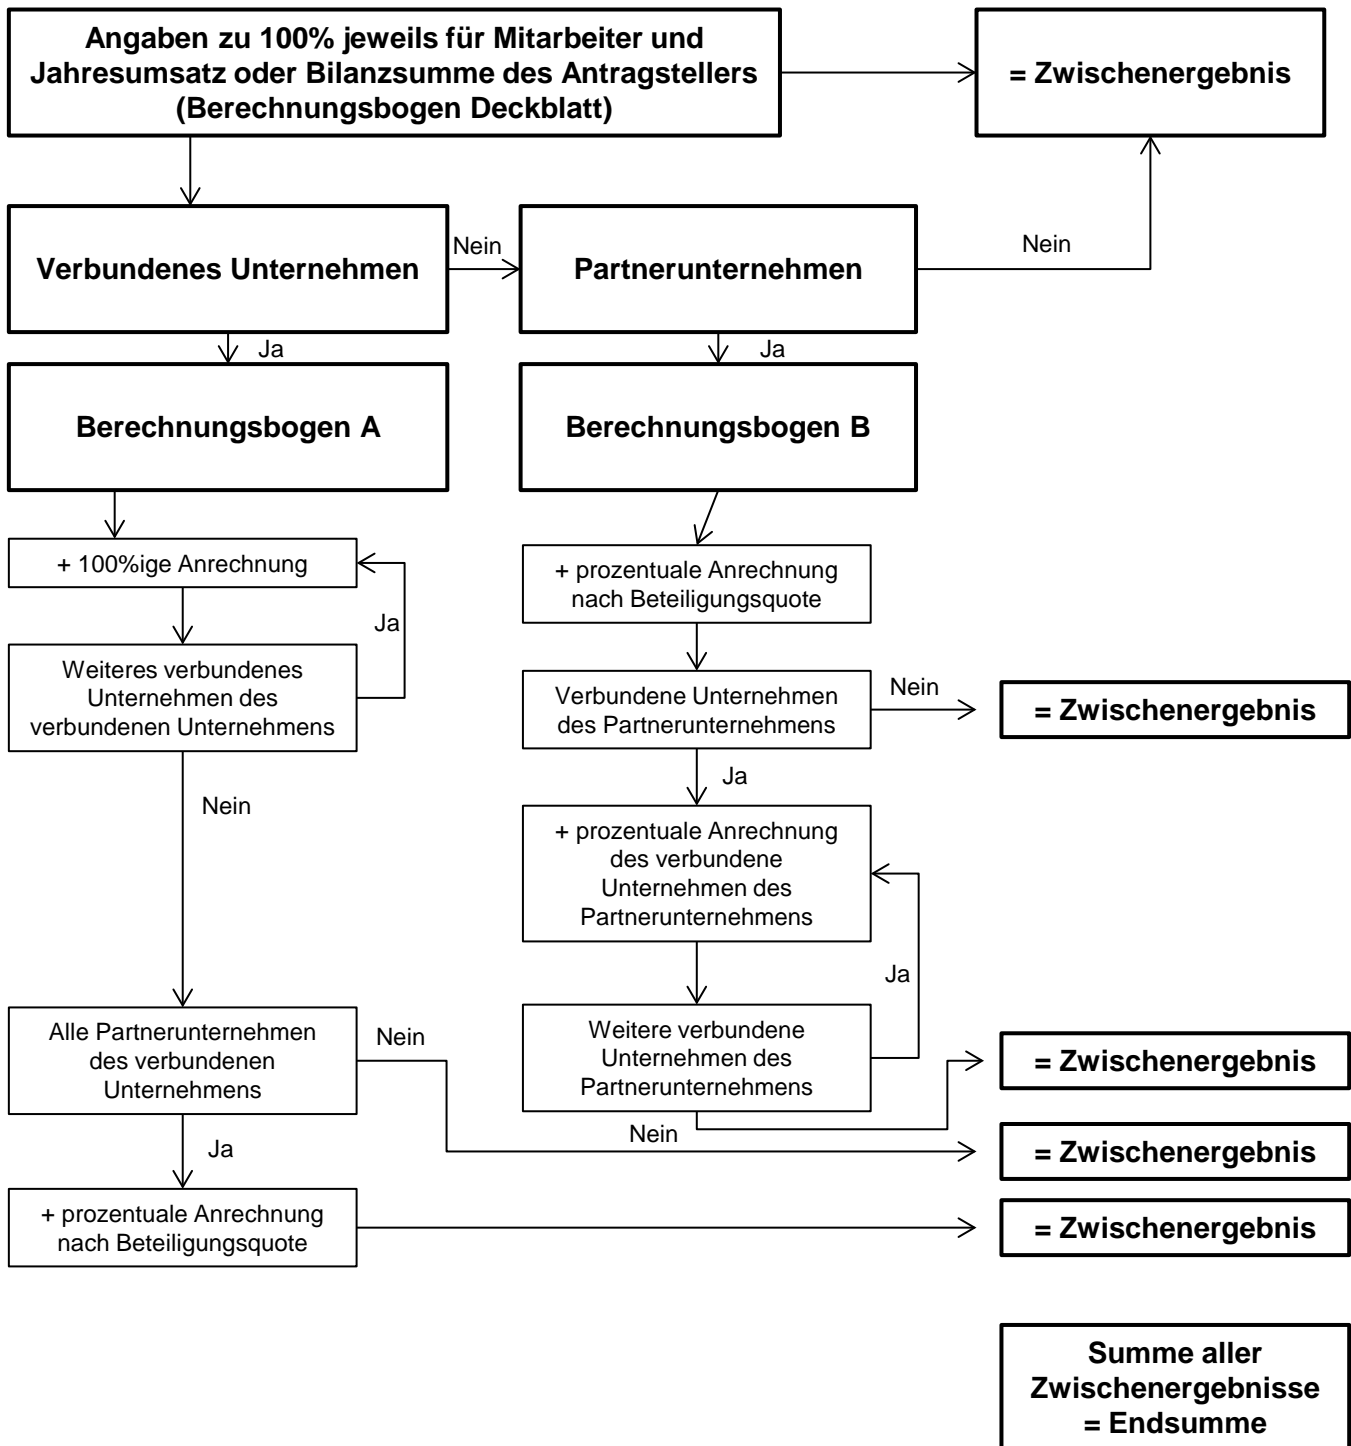 Angaben zu 100% jeweils für Mitarbeiter und
Jahresumsatz oder Bilanzsumme des Antragstellers
(Berechnungsbogen Deckblatt)
= Zwischenergebnis
Verbundenes Unternehmen
Nein
Partnerunternehmen
Nein
Ja
Ja
Berechnungsbogen A
Berechnungsbogen B
+ 100%ige Anrechnung
Ja
Weiteres verbundenes
Unternehmen des
verbundenen Unternehmens
Nein
+ prozentuale Anrechnung
nach Beteiligungsquote
Verbundene Unternehmen
des Partnerunternehmens
Nein
= Zwischenergebnis
Ja
+ prozentuale Anrechnung
des verbundene
Unternehmen des
Partnerunternehmens
Ja
Weitere verbundene
Unternehmen des
Partnerunternehmens
Nein
= Zwischenergebnis
Alle Partnerunternehmen
des verbundenen
Unternehmens
Nein
= Zwischenergebnis
Ja
+ prozentuale Anrechnung
nach Beteiligungsquote
= Zwischenergebnis
Summe aller
Zwischenergebnisse
= Endsumme